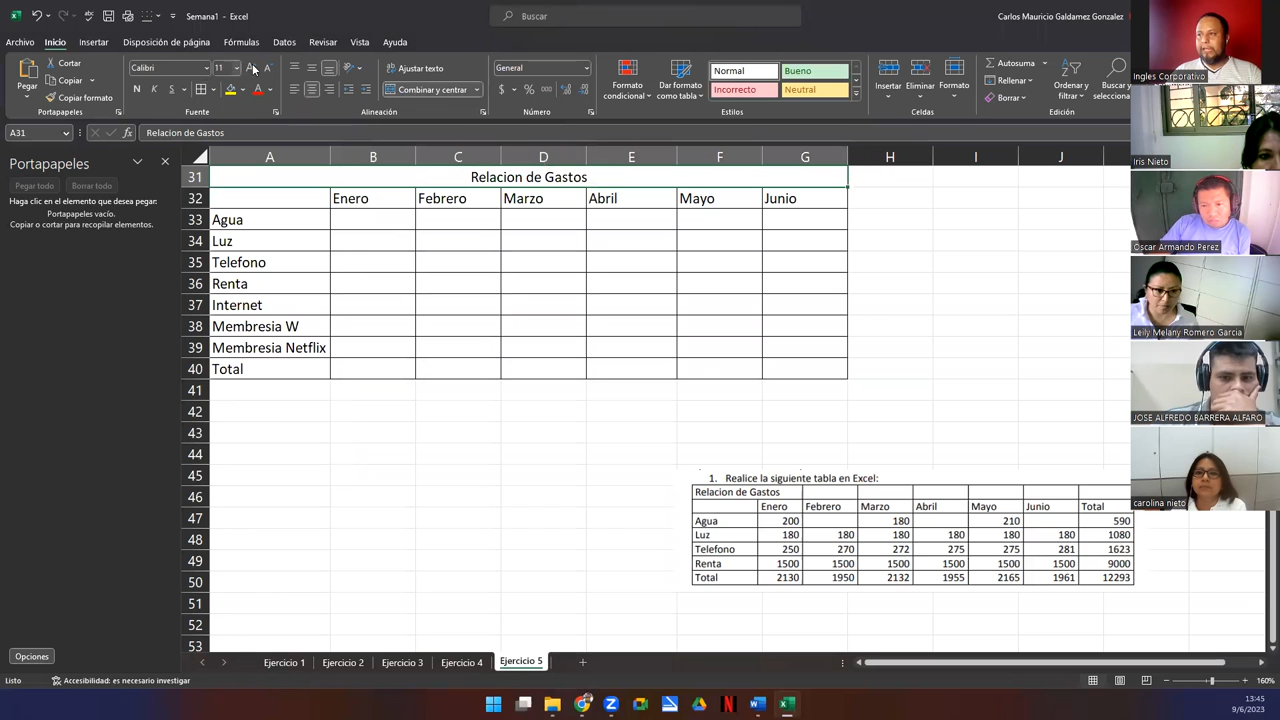 Semana1 - Excel
Buscar
Carlos Mauricio Galdamez Gonzalez
Archivo Inicio Insertar Disposición de página Fórmulas Datos Revisar Vista Ayuda
Pegar
Cortar
Copiar
Copiar formato
Portapapeles
Calibri 11
N K S
Fuente
Ajustar texto
Combinar y centrar
Alineación
General
Número
Formato condicional
Dar formato como tabla
Normal Bueno
Incorrecto Neutral
Estilos
Insertar Eliminar Formato
Celdas
Autosuma
Rellenar
Borrar
Ordenar y
filtrar
Buscar y
selecciona
A31 fx Relacion de Gastos
Portapapeles
Pegar todo Borrar todo
Haga clic en el elemento que desea pegar:
Portapapeles vacío.
Copiar o cortar para recopilar elementos.
Opciones
A B C D E F G H I J
31 Relacion de Gastos
32 Enero Febrero Marzo Abril Mayo Junio
33 Agua
34 Luz
35 Telefono
36 Renta
37 Internet
38 Membresia W
39 Membresia Netflix
40 Total
41
42
43
44
45
46
47
48
49
50
51
52
53
1. Realice la siguiente tabla en Excel:
Relacion de Gastos
Enero Febrero Marzo Abril Mayo Junio Total
Agua 200 180 210 590
Luz 180 180 180 180 180 180 1080
Telefono 250 270 272 275 275 281 1623
Renta 1500 1500 1500 1500 1500 1500 9000
Total 2130 1950 2132 1955 2165 1961 12293
Ingles Corporativo
Iris Nieto
Oscar Armando Perez
Leily Melany Romero Garcia
JOSE ALFREDO BARRERA ALFARO
carolina nieto
Ejercicio 1 Ejercicio 2 Ejercicio 3 Ejercicio 4 Ejercicio 5
Listo Accesibilidad: es necesario investigar
160%
13:45
9/6/2023